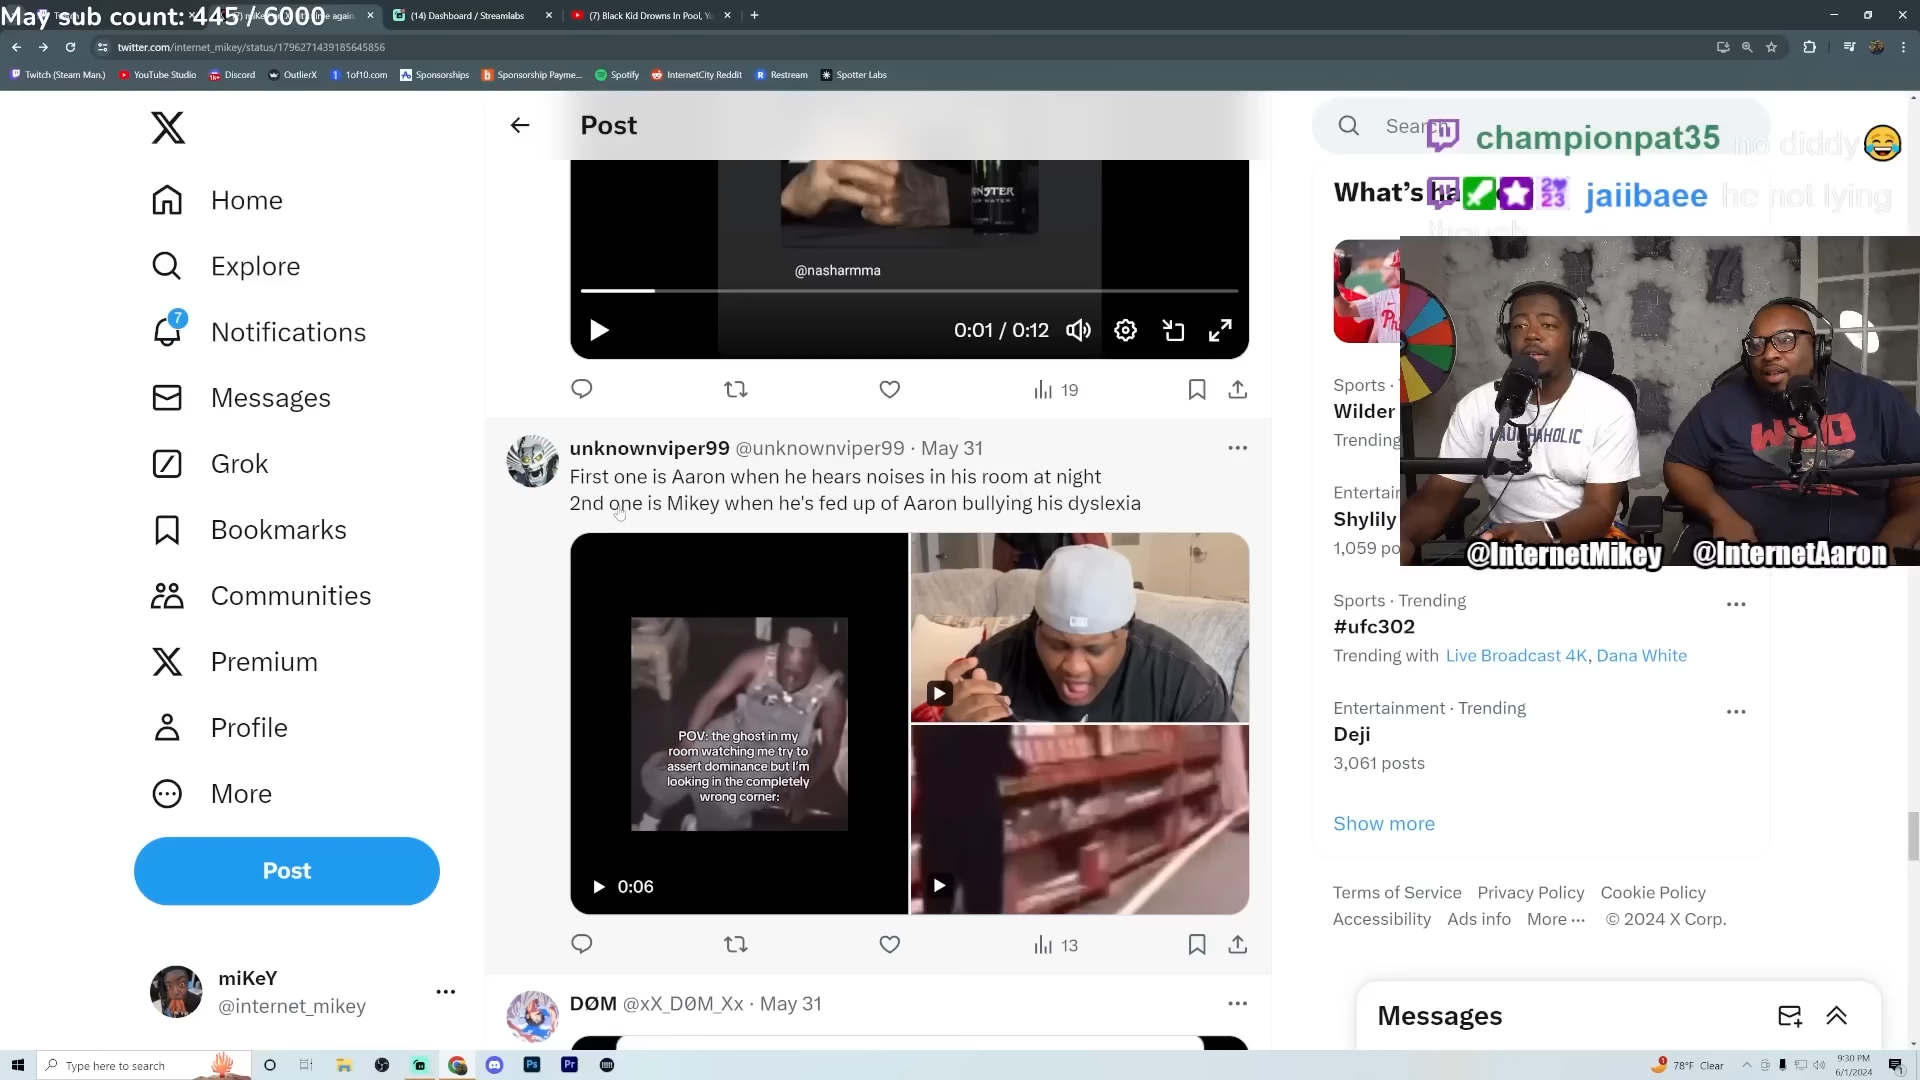 May sub count: 445 / 6000
(14) Dashboard / Streamlabs
(7) Black Kid Drowns In Pool, Y
twitter.com/internet_mikey/status/1796271439185645856
Twitch (Steam Man.)
YouTube Studio
Discord
OutlierX
1of10.com
Sponsorships
Sponsorship Payme...
Spotify
InternetCity Reddit
Restream
Spotter Labs
Home
Explore
7
Notifications
Messages
Grok
Bookmarks
Communities
Premium
Profile
More
Post
miKeY
@internet_mikey
Post
MONSTER
@nasharmma
0:01 / 0:12
19
unknownviper99 @unknownviper99 · May 31
First one is Aaron when he hears noises in his room at night
2nd one is Mikey when he's fed up of Aaron bullying his dyslexia
POV: the ghost in my
room watching me try to
assert dominance but I'm
looking in the completely
wrong corner:
0:06
13
DØM @xX_D0M_Xx · May 31
Search
championpat35 no diddy 😂
What's ha
jaiibaee he not lying
though
LAUGHAHOLIC
@InternetMikey
@InternetAaron
Sports ·
Wilder
Trending
Entertain
Shylily
1,059 po
Sports · Trending
#ufc302
Trending with Live Broadcast 4K, Dana White
Entertainment · Trending
Deji
3,061 posts
Show more
Terms of Service Privacy Policy Cookie Policy
Accessibility Ads info More ··· © 2024 X Corp.
Messages
Type here to search
78°F Clear
9:30 PM
6/1/2024